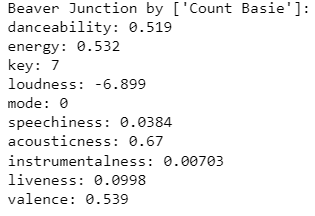 Beaver Junction by ['Count Basie']:
danceability: 0.519
energy: 0.532
key: 7
loudness: -6.899
mode: 0
speechiness: 0.0384
acousticness: 0.67
instrumentalness: 0.00703
liveness: 0.0998
valence: 0.539